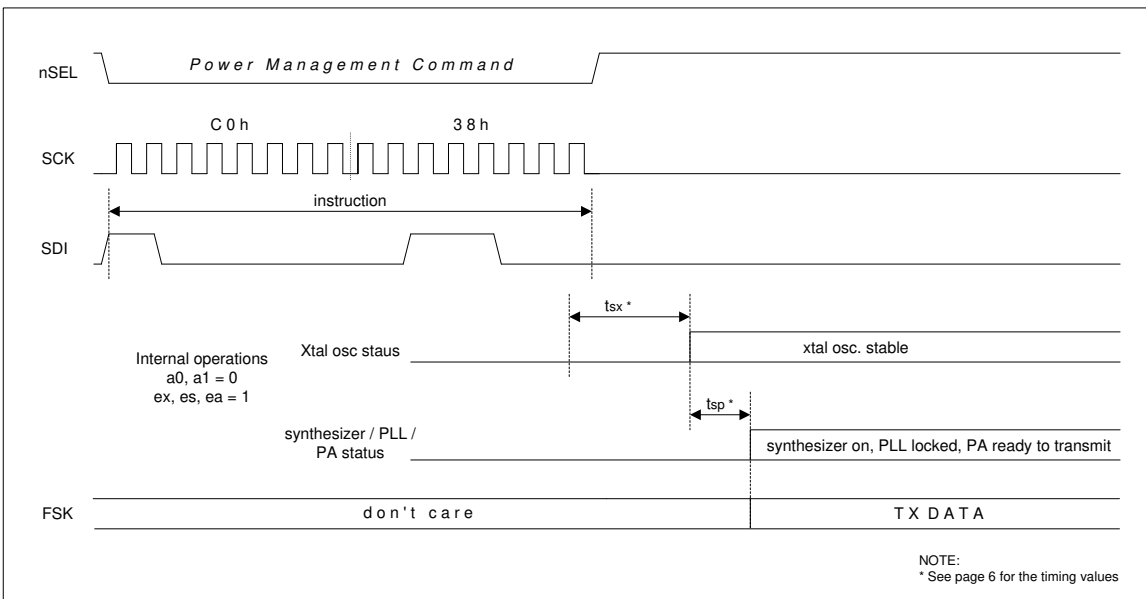 nSEL
Power Management Command
C0h
38h
SCK
instruction
SDI
tsx *
Xtal osc staus
xtal osc. stable
Internal operations
a0, a1 = 0
ex, es, ea = 1
tsp *
synthesizer / PLL /
PA status
synthesizer on, PLL locked, PA ready to transmit
FSK
don't care
TX DATA
NOTE:
* See page 6 for the timing values